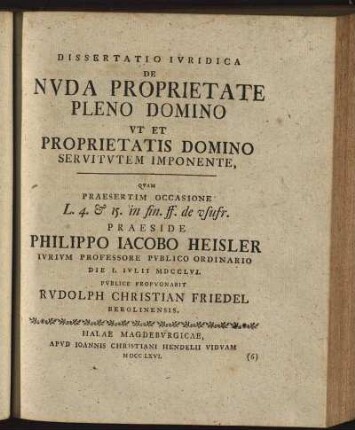 DISSERTATIO IVRIDICA
DE
NVDA PROPRIETATE
PLENO DOMINO
VT ET
PROPRIETATIS DOMINO
SERVITVTEM IMPONENTE,
QVAM
PRAESERTIM OCCASIONE
L. 4. & 15. in fin. ff. de vsufr.
PRAESIDE
PHILIPPO IACOBO HEISLER
IVRIVM PROFESSORE PVBLICO ORDINARIO
DIE I. IVLII MDCCLVI.
PVBLICE PROPVGNABIT
RVDOLPH CHRISTIAN FRIEDEL
BEROLINENSIS.
HALAE MAGDEBVRGICAE,
APVD IOANNIS CHRISTIANI HENDELII VIDVAM
MDCCLXVI. (6)